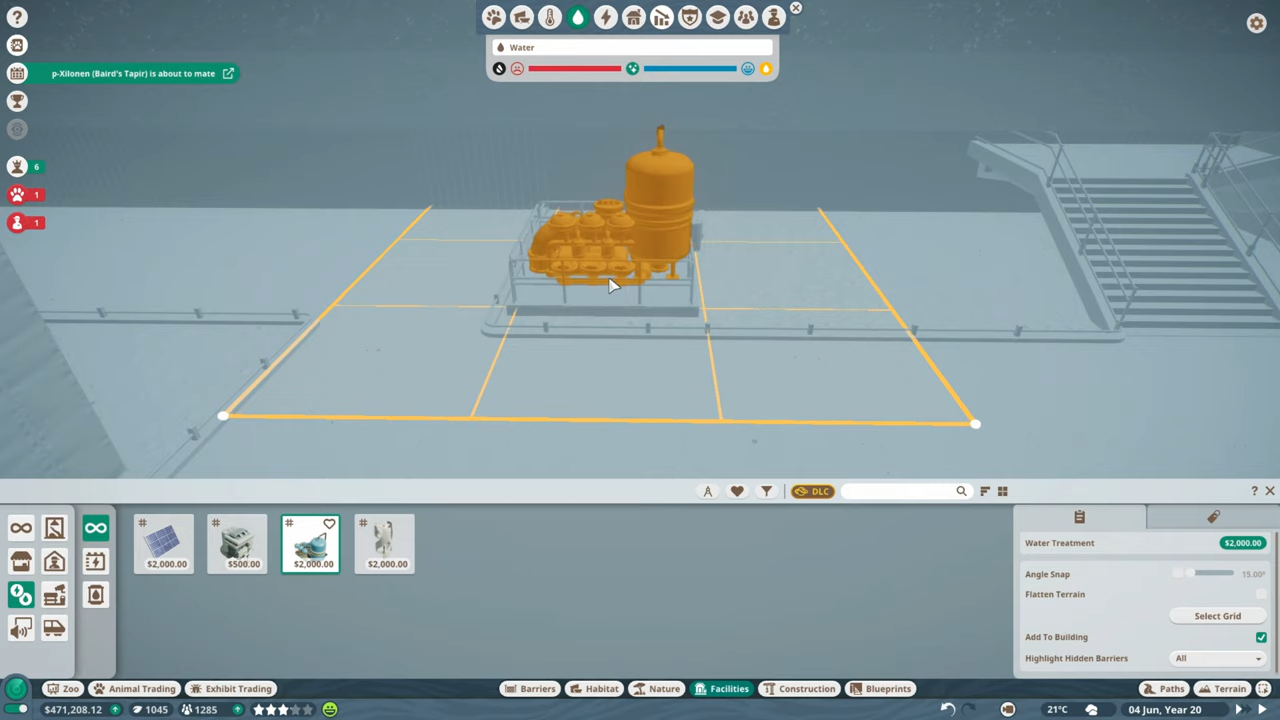 ?
Water
p-Xilonen (Baird's Tapir) is about to mate
6
1
1
DLC
?
# $2,000.00
# $500.00
# $2,000.00
# $2,000.00
Water Treatment $2,000.00
Angle Snap 15.00°
Flatten Terrain
Select Grid
Add To Building
Highlight Hidden Barriers All
Zoo Animal Trading Exhibit Trading Barriers Habitat Nature Facilities Construction Blueprints Paths Terrain
$471,208.12 1045 1285 21°C 04 Jun, Year 20